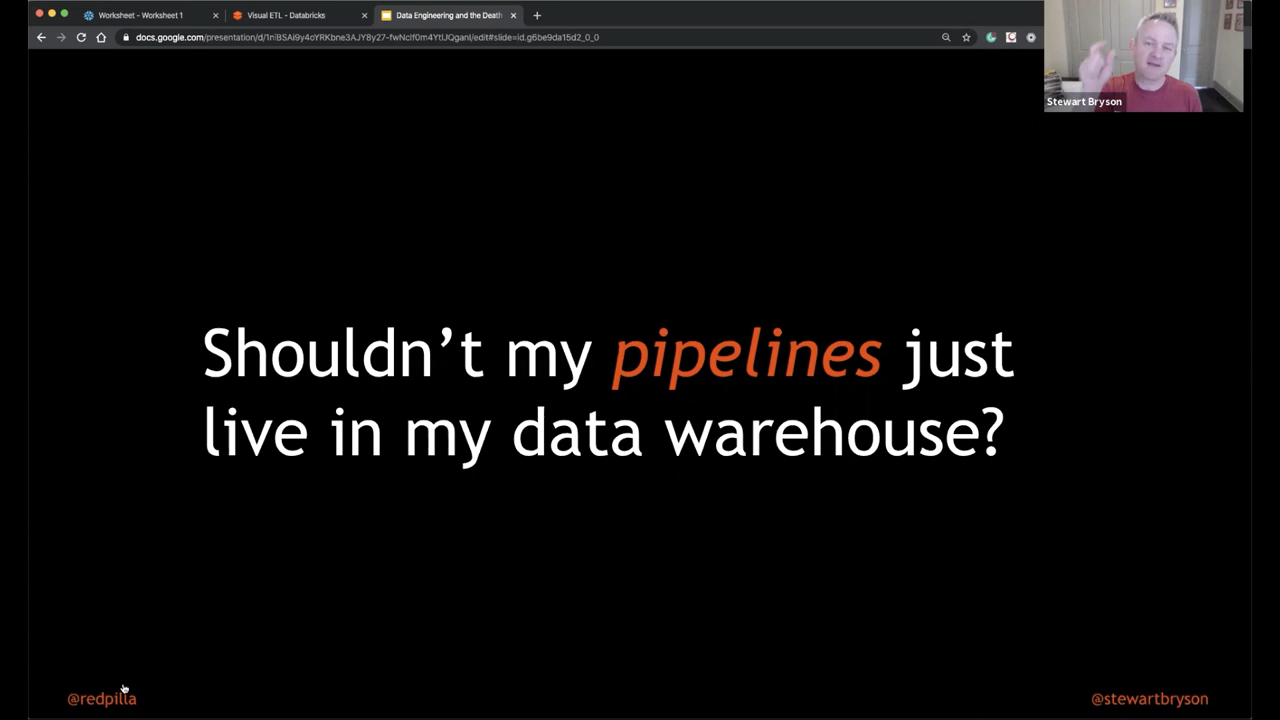 Worksheet - Worksheet 1
Visual ETL - Databricks
Data Engineering and the Death
Stewart Bryson
Shouldn't my pipelines just
live in my data warehouse?
@redpilla
@stewartbryson